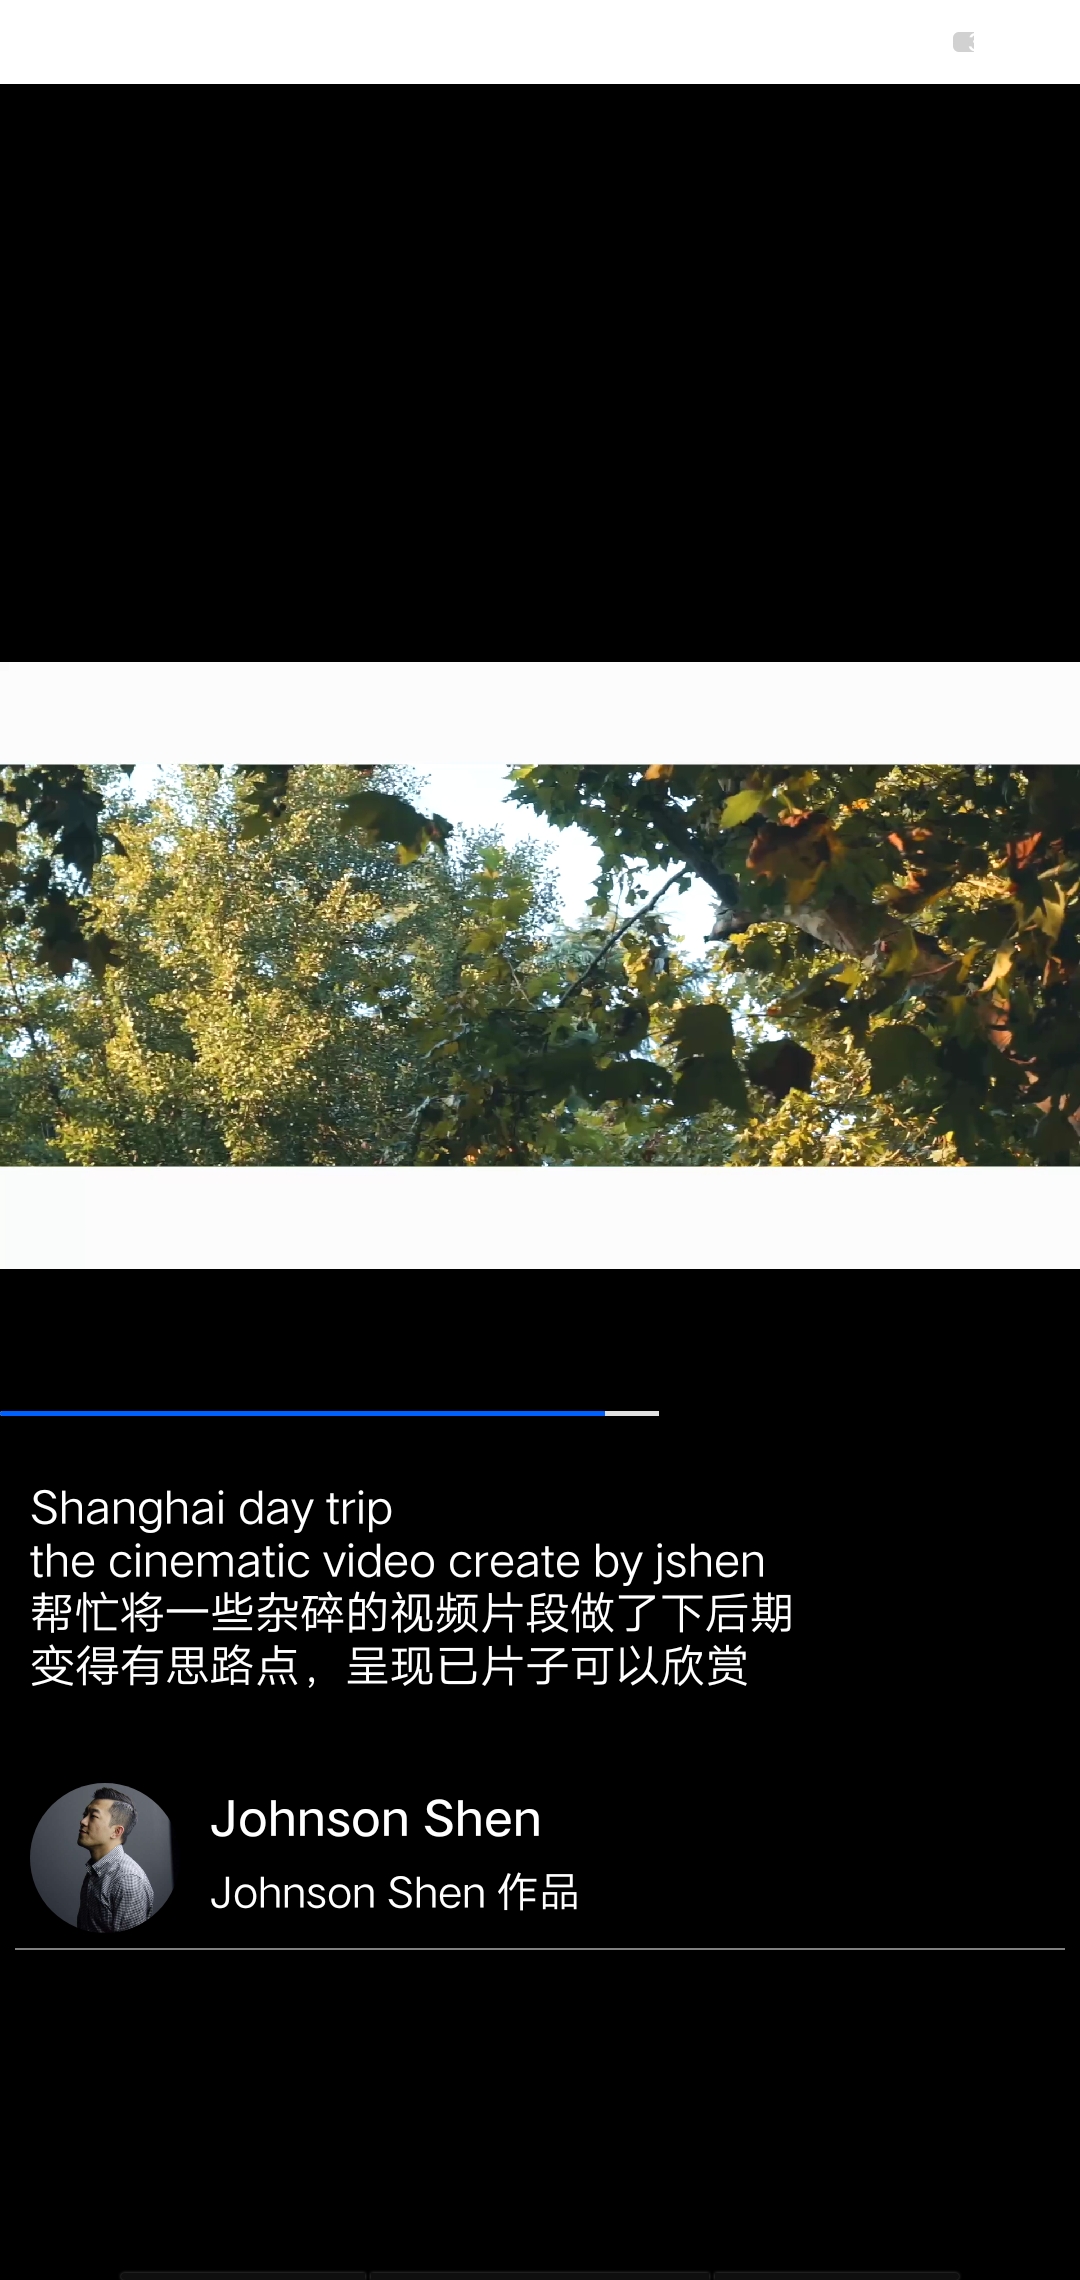 Shanghai day trip
the cinematic video create by jshen
帮忙将一些杂碎的视频片段做了下后期
变得有思路点，呈现已片子可以欣赏
Johnson Shen
Johnson Shen 作品